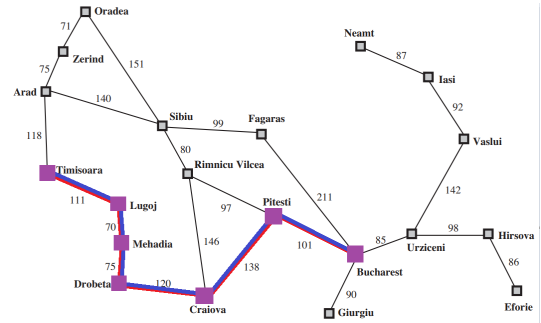 71
Oradea
Neamt
Zerind
87
75
151
Iasi
Arad
140
92
Sibiu
Fagaras
99
118
Vaslui
80
Rimnicu Vilcea
Timisoara
111
Lugoj
97
Pitesti
211
142
70
Mehadia
146
101
85
98
Hirsova
Urziceni
75
138
Bucharest
86
Drobeta
120
90
Craiova
Giurgiu
Eforie